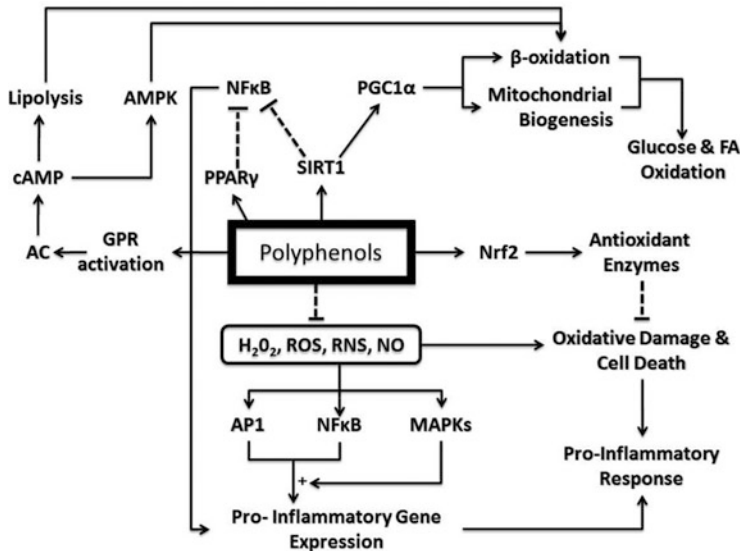 NFκB
PGC1α
β-oxidation
Lipolysis
AMPK
Mitochondrial
Biogenesis
Glucose & FA
Oxidation
cAMP
PPARγ
SIRT1
AC
GPR
activation
Polyphenols
Nrf2
Antioxidant
Enzymes
H₂0₂, ROS, RNS, NO
Oxidative Damage &
Cell Death
AP1
NFκB
MAPKs
+
Pro-Inflammatory
Response
Pro- Inflammatory Gene
Expression